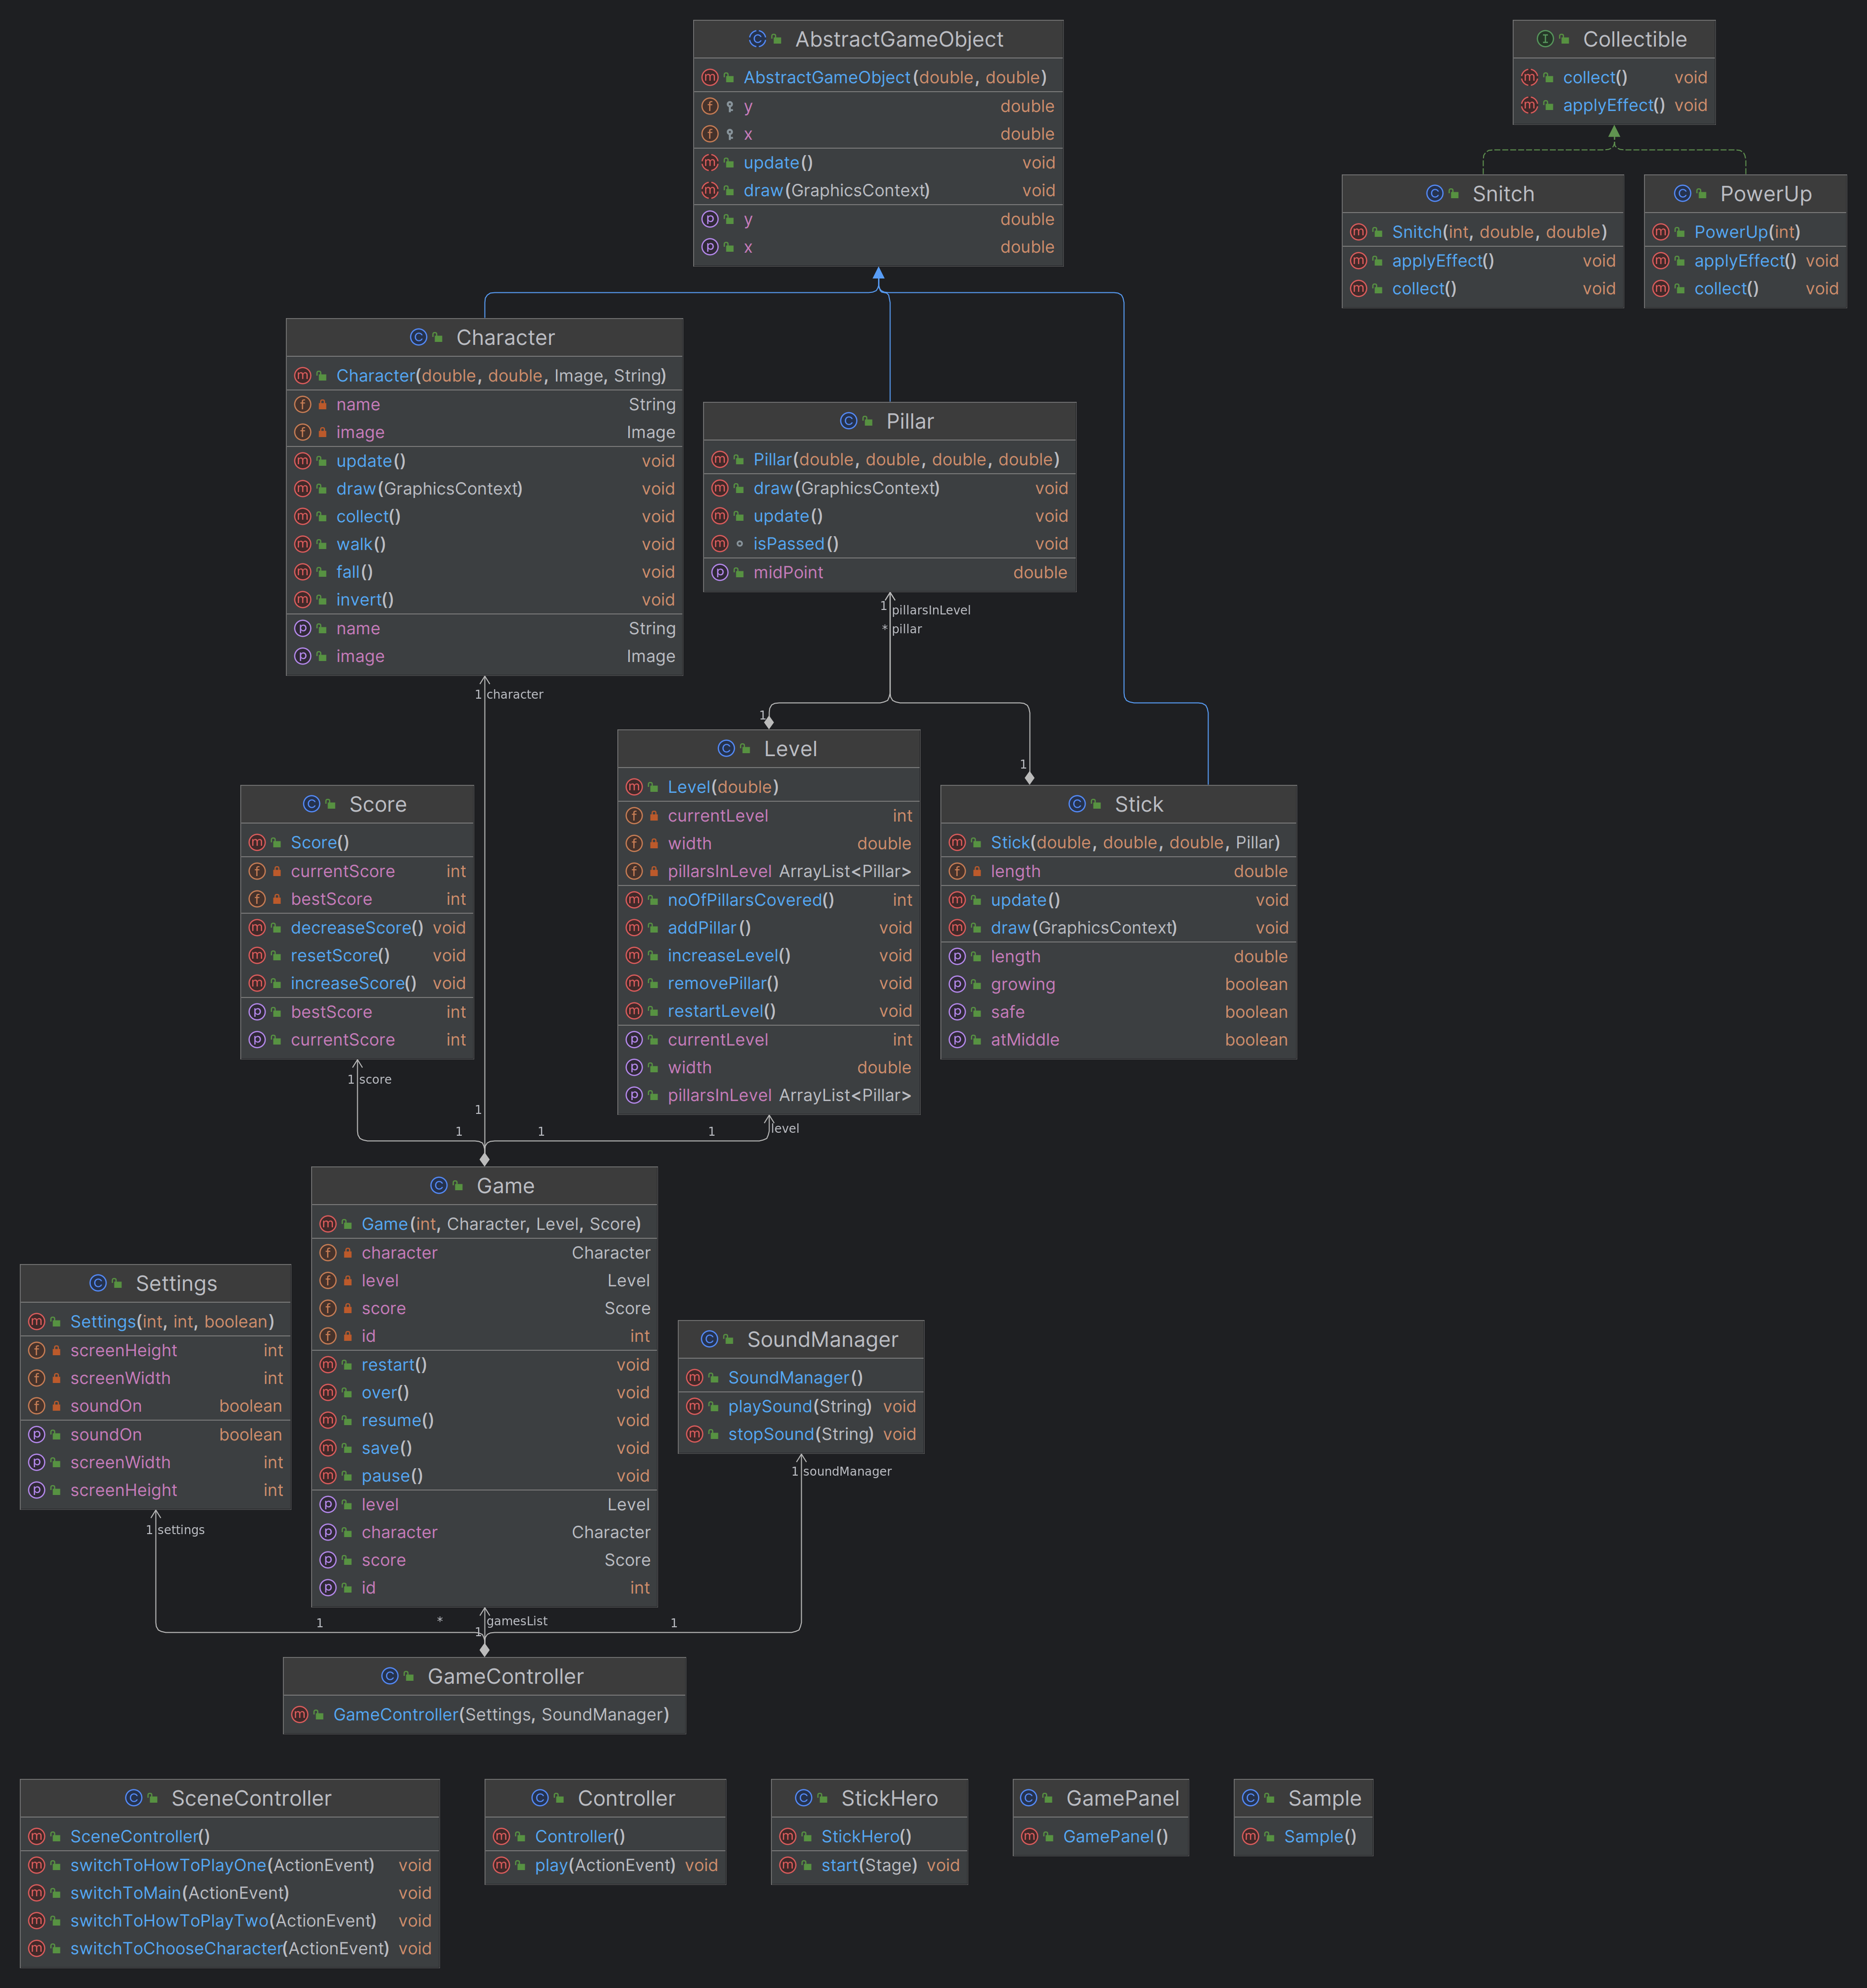 AbstractGameObject
AbstractGameObject(double, double)
y double
x double
update() void
draw(GraphicsContext) void
y double
x double
Collectible
collect() void
applyEffect() void
Snitch
Snitch(int, double, double)
applyEffect() void
collect() void
PowerUp
PowerUp(int)
applyEffect() void
collect() void
Character
Character(double, double, Image, String)
name String
image Image
update() void
draw(GraphicsContext) void
collect() void
walk() void
fall() void
invert() void
name String
image Image
Pillar
Pillar(double, double, double, double)
draw(GraphicsContext) void
update() void
isPassed() void
midPoint double
1 pillarsInLevel
* pillar
1 character
1
1
Level
Level(double)
currentLevel int
width double
pillarsInLevel ArrayList<Pillar>
noOfPillarsCovered() int
addPillar() void
increaseLevel() void
removePillar() void
restartLevel() void
currentLevel int
width double
pillarsInLevel ArrayList<Pillar>
Stick
Stick(double, double, double, Pillar)
length double
update() void
draw(GraphicsContext) void
length double
growing boolean
safe boolean
atMiddle boolean
Score
Score()
currentScore int
bestScore int
decreaseScore() void
resetScore() void
increaseScore() void
bestScore int
currentScore int
1 score
1
1 1 1 level
Game
Game(int, Character, Level, Score)
character Character
level Level
score Score
id int
restart() void
over() void
resume() void
save() void
pause() void
level Level
character Character
score Score
id int
Settings
Settings(int, int, boolean)
screenHeight int
screenWidth int
soundOn boolean
soundOn boolean
screenWidth int
screenHeight int
SoundManager
SoundManager()
playSound(String) void
stopSound(String) void
1 soundManager
1 settings
1 * gamesList 1
1
GameController
GameController(Settings, SoundManager)
SceneController
SceneController()
switchToHowToPlayOne(ActionEvent) void
switchToMain(ActionEvent) void
switchToHowToPlayTwo(ActionEvent) void
switchToChooseCharacter(ActionEvent) void
Controller
Controller()
play(ActionEvent) void
StickHero
StickHero()
start(Stage) void
GamePanel
GamePanel()
Sample
Sample()